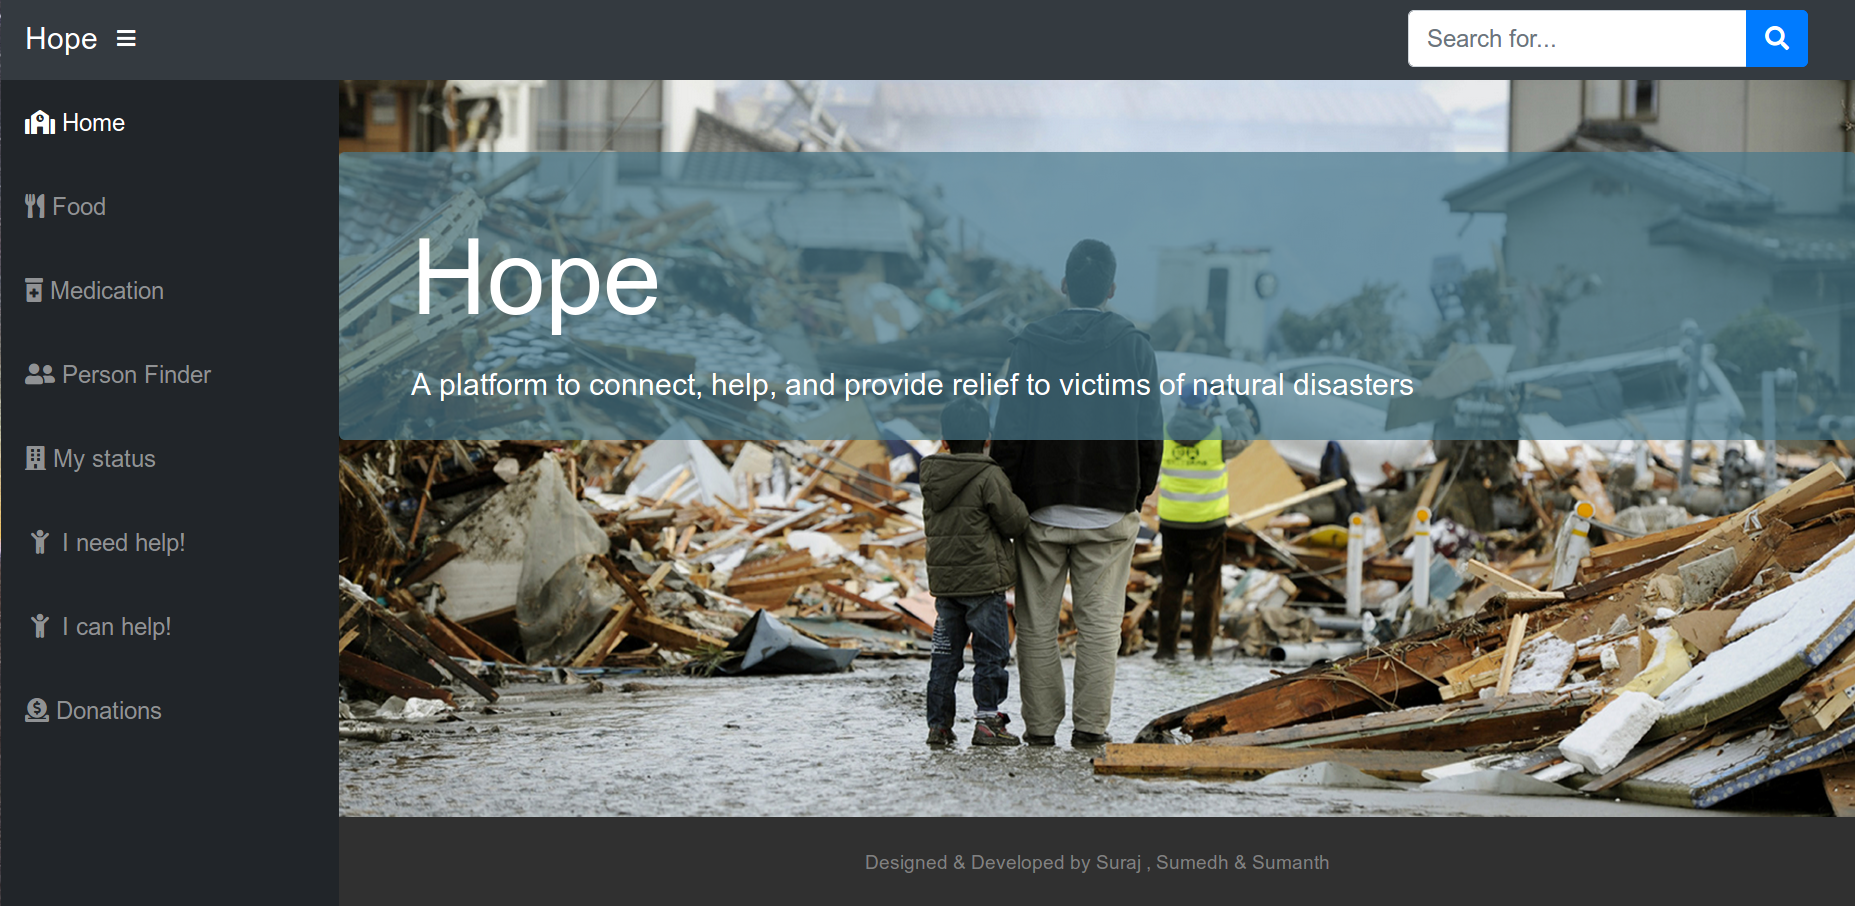 Hope
Search for...
Home
Food
Medication
Person Finder
My status
I need help!
I can help!
Donations
Hope
A platform to connect, help, and provide relief to victims of natural disasters
Designed & Developed by Suraj , Sumedh & Sumanth